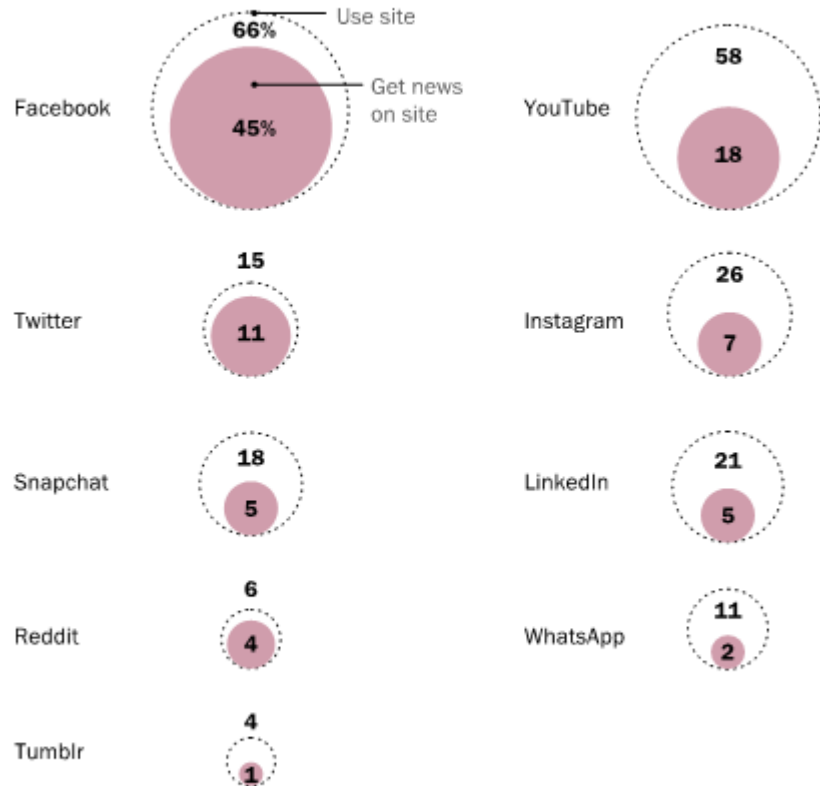 Use site
66%
Get news
on site
Facebook
45%
58
YouTube
18
15
Twitter
11
26
Instagram
7
18
Snapchat
5
21
LinkedIn
5
6
Reddit
4
11
WhatsApp
2
4
Tumblr
1